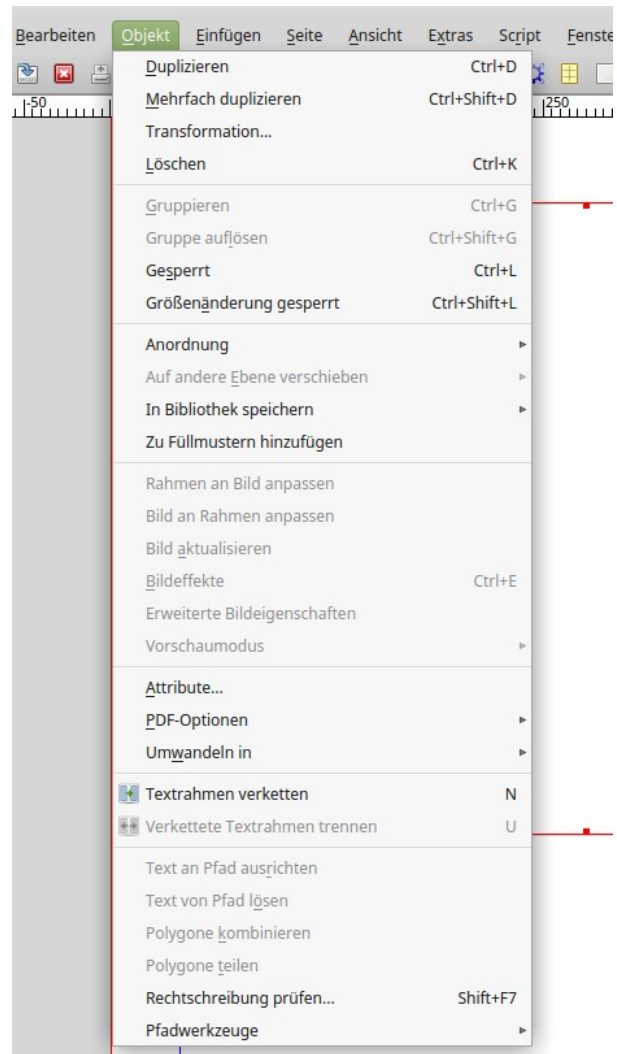 Bearbeiten Objekt Einfügen Seite Ansicht Extras Script
-50 250
Duplizieren Ctrl+D
Mehrfach duplizieren Ctrl+Shift+D
Transformation...
Löschen Ctrl+K
Gruppieren Ctrl+G
Gruppe auflösen Ctrl+Shift+G
Gesperrt Ctrl+L
Größenänderung gesperrt Ctrl+Shift+L
Anordnung
Auf andere Ebene verschieben
In Bibliothek speichern
Zu Füllmustern hinzufügen
Rahmen an Bild anpassen
Bild an Rahmen anpassen
Bild aktualisieren
Bildeffekte Ctrl+E
Erweiterte Bildeigenschaften
Vorschaumodus
Attribute...
PDF-Optionen
Umwandeln in
Textrahmen verketten N
Verkettete Textrahmen trennen U
Text an Pfad ausrichten
Text von Pfad lösen
Polygone kombinieren
Polygone teilen
Rechtschreibung prüfen... Shift+F7
Pfadwerkzeuge